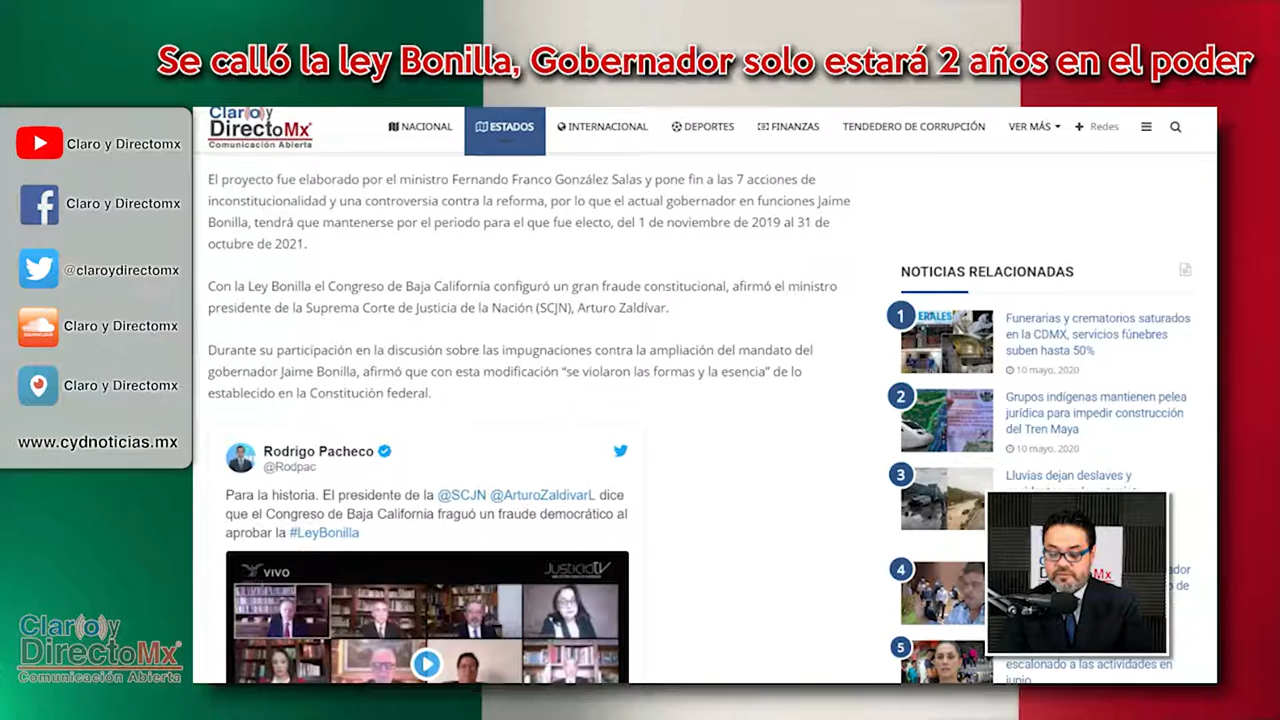 Se calló la ley Bonilla, Gobernador solo estará 2 años en el poder
Claro y Directomx
Claro y Directomx
@claroydirectomx
Claro y Directomx
Claro y Directomx
www.cydnoticias.mx
Claro y
DirectoMx
Comunicación Abierta
Claro y
DirectoMx
Comunicación Abierta
NACIONAL ESTADOS INTERNACIONAL DEPORTES FINANZAS TENDEDERO DE CORRUPCIÓN VER MÁS Redes
El proyecto fue elaborado por el ministro Fernando Franco González Salas y pone fin a las 7 acciones de
inconstitucionalidad y una controversia contra la reforma, por lo que el actual gobernador en funciones Jaime
Bonilla, tendrá que mantenerse por el periodo para el que fue electo, del 1 de noviembre de 2019 al 31 de
octubre de 2021.
Con la Ley Bonilla el Congreso de Baja California configuró un gran fraude constitucional, afirmó el ministro
presidente de la Suprema Corte de Justicia de la Nación (SCJN), Arturo Zaldívar.
Durante su participación en la discusión sobre las impugnaciones contra la ampliación del mandato del
gobernador Jaime Bonilla, afirmó que con esta modificación “se violaron las formas y la esencia” de lo
establecido en la Constitución federal.
Rodrigo Pacheco
@Rodpac
Para la historia. El presidente de la @SCJN @ArturoZaldivarL dice
que el Congreso de Baja California fraguó un fraude democrático al
aprobar la #LeyBonilla
VIVO
JusticiaTV
NOTICIAS RELACIONADAS
1
ERALES
Funerarias y crematorios saturados
en la CDMX, servicios fúnebres
suben hasta 50%
10 mayo, 2020
2
Grupos indígenas mantienen pelea
jurídica para impedir construcción
del Tren Maya
10 mayo, 2020
3
Lluvias dejan deslaves y
4
5
escalonado a las actividades en
junio